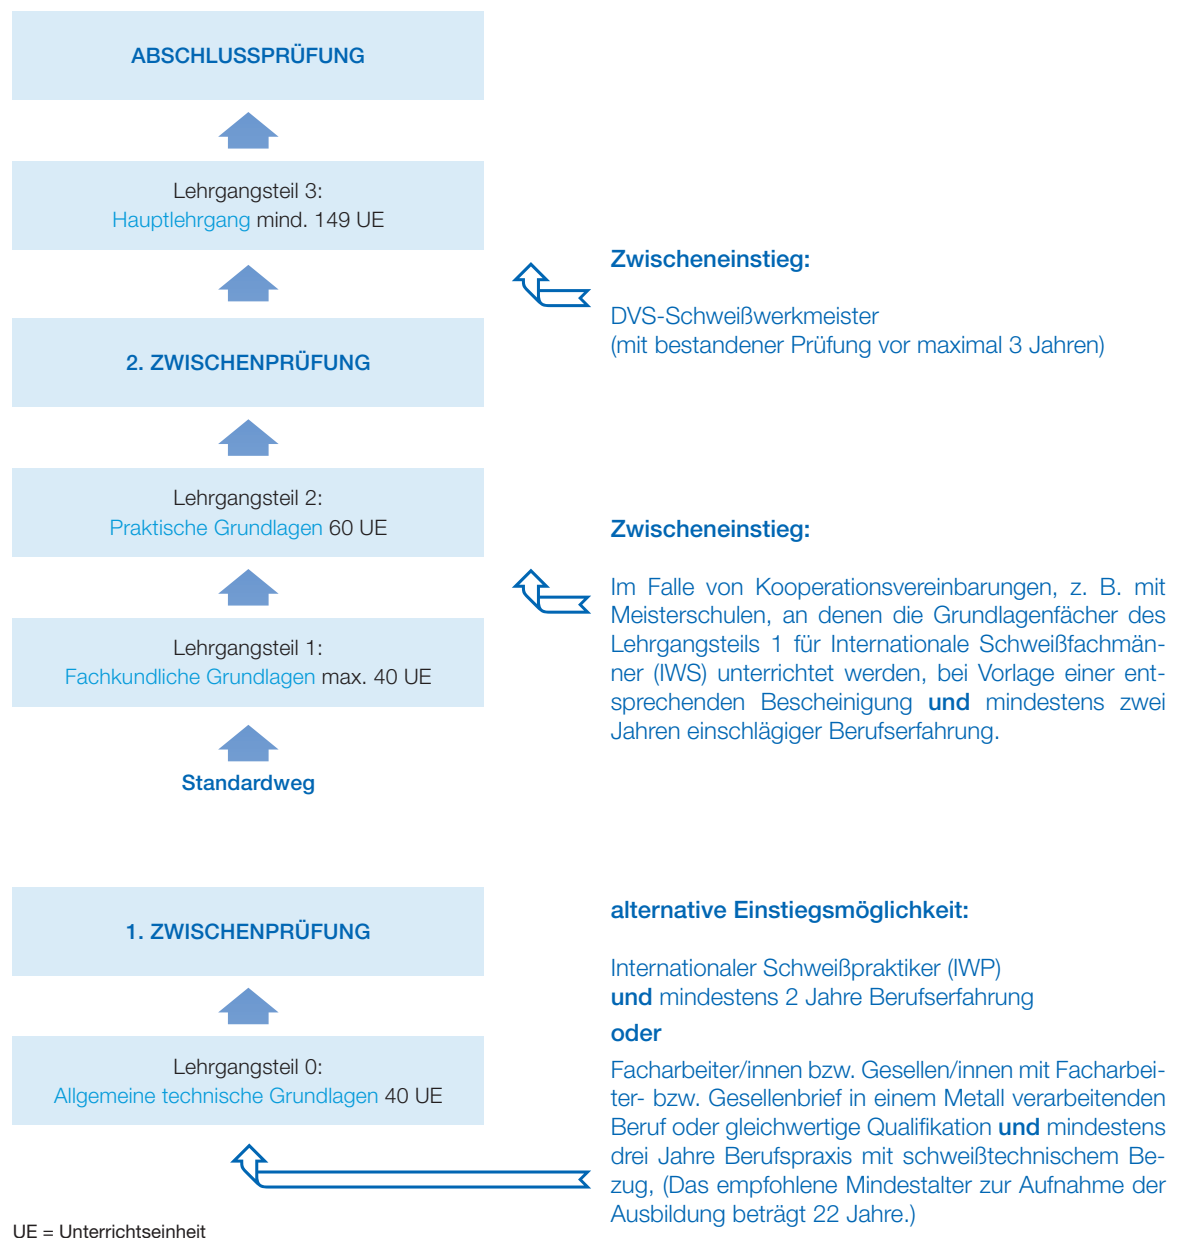 ABSCHLUSSPRÜFUNG
Lehrgangsteil 3:
Hauptlehrgang mind. 149 UE
Zwischeneinstieg:
DVS-Schweißwerkmeister
(mit bestandener Prüfung vor maximal 3 Jahren)
2. ZWISCHENPRÜFUNG
Lehrgangsteil 2:
Praktische Grundlagen 60 UE
Zwischeneinstieg:
Im Falle von Kooperationsvereinbarungen, z. B. mit
Meisterschulen, an denen die Grundlagenfächer des
Lehrgangsteils 1 für Internationale Schweißfachmän-
ner (IWS) unterrichtet werden, bei Vorlage einer ent-
sprechenden Bescheinigung und mindestens zwei
Jahren einschlägiger Berufserfahrung.
Lehrgangsteil 1:
Fachkundliche Grundlagen max. 40 UE
Standardweg
1. ZWISCHENPRÜFUNG
Lehrgangsteil 0:
Allgemeine technische Grundlagen 40 UE
alternative Einstiegsmöglichkeit:
Internationaler Schweißpraktiker (IWP)
und mindestens 2 Jahre Berufserfahrung
oder
Facharbeiter/innen bzw. Gesellen/innen mit Facharbei-
ter- bzw. Gesellenbrief in einem Metall verarbeitenden
Beruf oder gleichwertige Qualifikation und mindestens
drei Jahre Berufspraxis mit schweißtechnischem Be-
zug, (Das empfohlene Mindestalter zur Aufnahme der
Ausbildung beträgt 22 Jahre.)
UE = Unterrichtseinheit